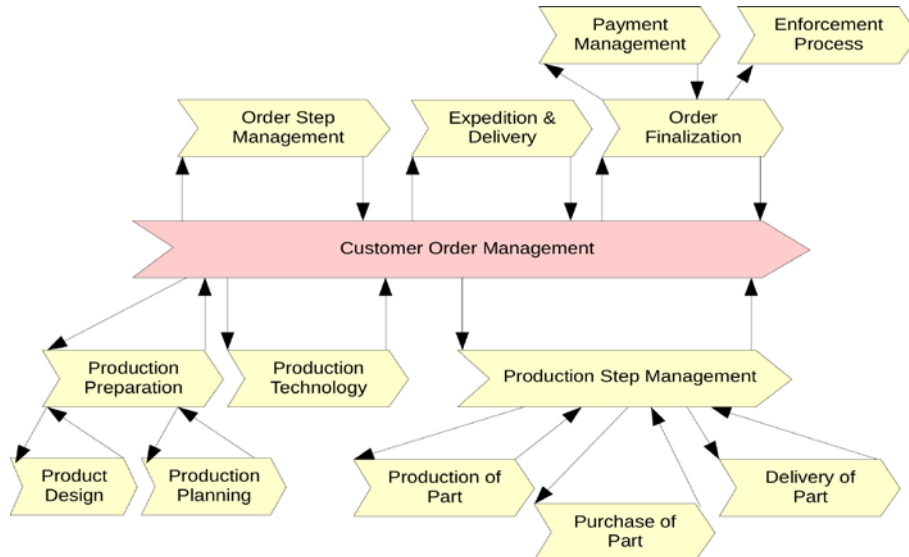 Payment
Management
Enforcement
Process
Order Step
Management
Expedition &
Delivery
Order
Finalization
Customer Order Management
Production
Preparation
Production
Technology
Production Step Management
Product
Design
Production
Planning
Production of
Part
Purchase of
Part
Delivery of
Part